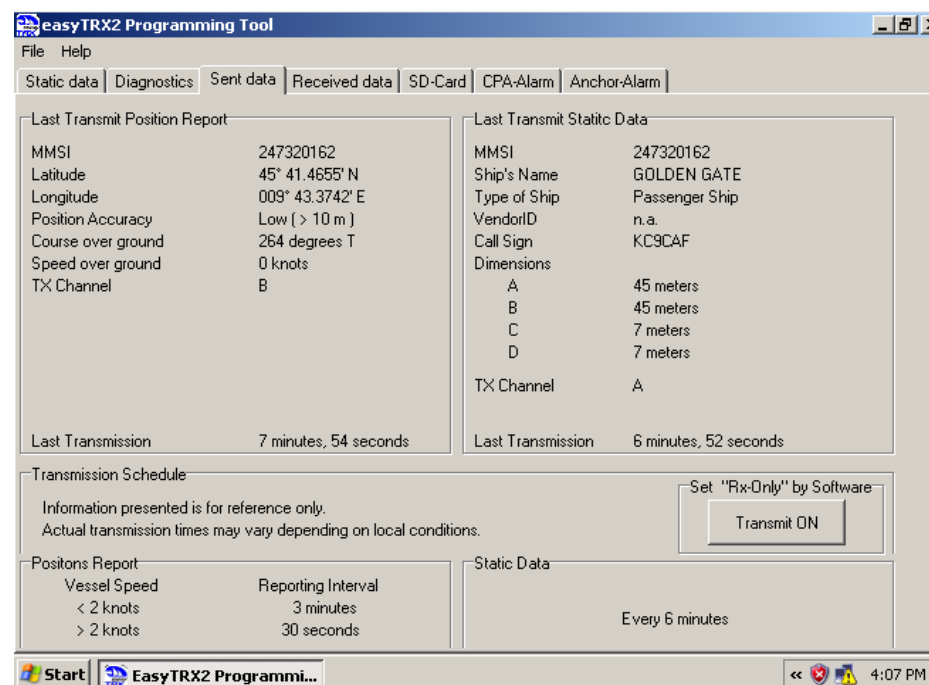 easyTRX2 Programming Tool
File Help
Static data Diagnostics Sent data Received data SD-Card CPA-Alarm Anchor-Alarm
Last Transmit Position Report
MMSI 247320162
Latitude 45° 41.4655' N
Longitude 009° 43.3742' E
Position Accuracy Low ( > 10 m )
Course over ground 264 degrees T
Speed over ground 0 knots
TX Channel B
Last Transmission 7 minutes, 54 seconds
Last Transmit Statitc Data
MMSI 247320162
Ship's Name GOLDEN GATE
Type of Ship Passenger Ship
VendorID n.a.
Call Sign KC9CAF
Dimensions
A 45 meters
B 45 meters
C 7 meters
D 7 meters
TX Channel A
Last Transmission 6 minutes, 52 seconds
Transmission Schedule
Information presented is for reference only.
Actual transmission times may vary depending on local conditions.
Set "Rx-Only" by Software
Transmit ON
Positons Report
Vessel Speed Reporting Interval
< 2 knots 3 minutes
> 2 knots 30 seconds
Static Data
Every 6 minutes
Start EasyTRX2 Programmi... « 4:07 PM